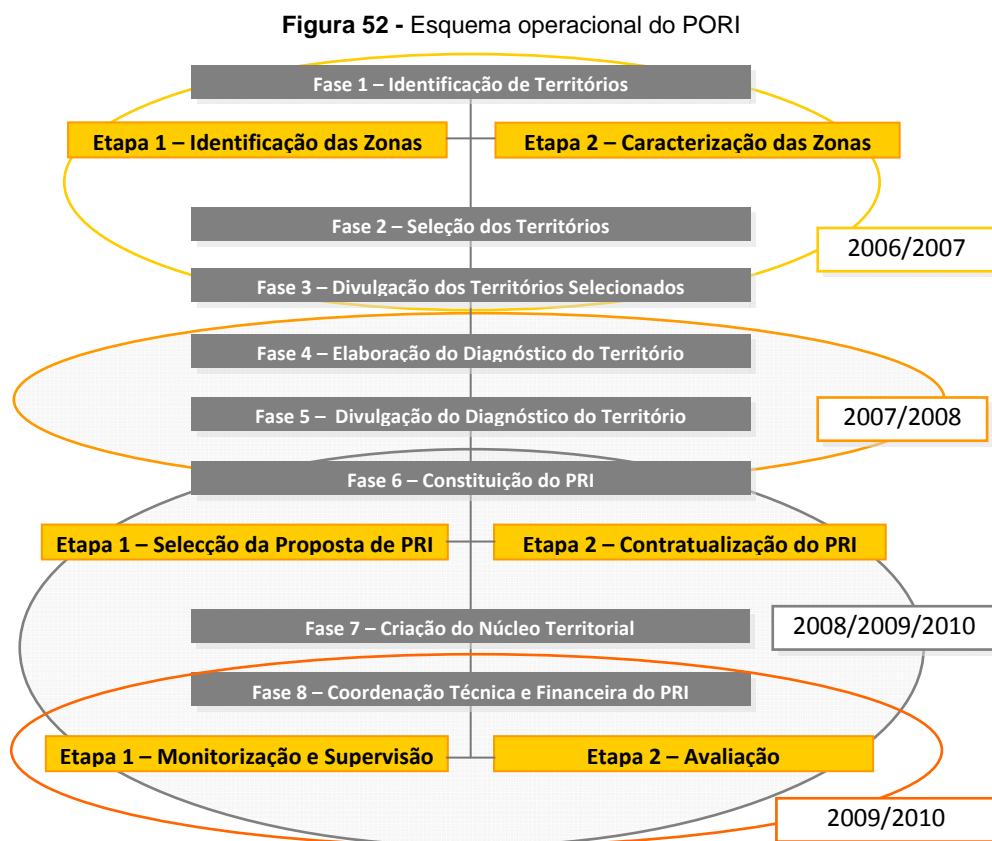 Figura 52 - Esquema operacional do PORI
Fase 1 – Identificação de Territórios
Etapa 1 – Identificação das Zonas
Etapa 2 – Caracterização das Zonas
Fase 2 – Seleção dos Territórios
2006/2007
Fase 3 – Divulgação dos Territórios Selecionados
Fase 4 – Elaboração do Diagnóstico do Território
Fase 5 – Divulgação do Diagnóstico do Território
2007/2008
Fase 6 – Constituição do PRI
Etapa 1 – Selecção da Proposta de PRI
Etapa 2 – Contratualização do PRI
Fase 7 – Criação do Núcleo Territorial
2008/2009/2010
Fase 8 – Coordenação Técnica e Financeira do PRI
Etapa 1 – Monitorização e Supervisão
Etapa 2 – Avaliação
2009/2010